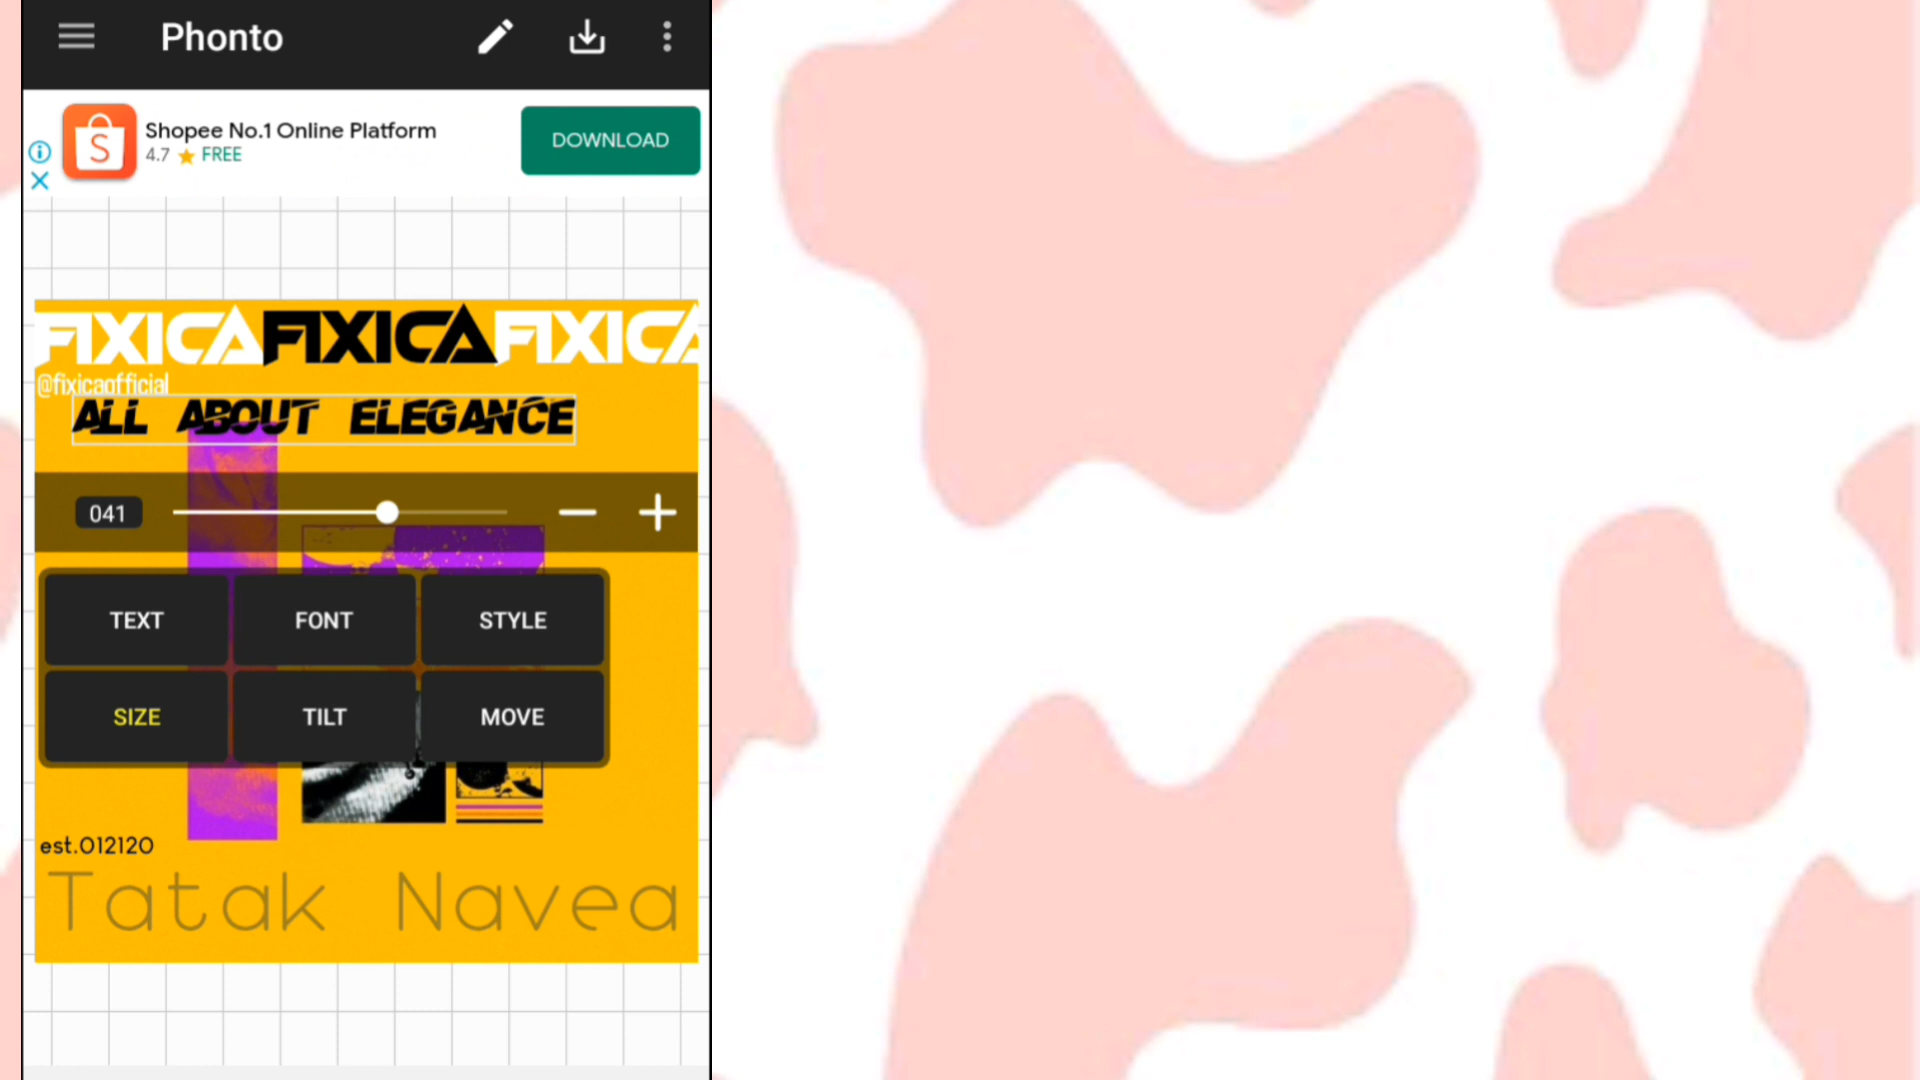 Phonto
Shopee No.1 Online Platform
4.7 FREE
DOWNLOAD
FIXICAFIXICAFIXICA
@fixicaofficial
ALL ABOUT ELEGANCE
041
TEXT FONT STYLE
SIZE TILT MOVE
est.012120
Tatak Navea